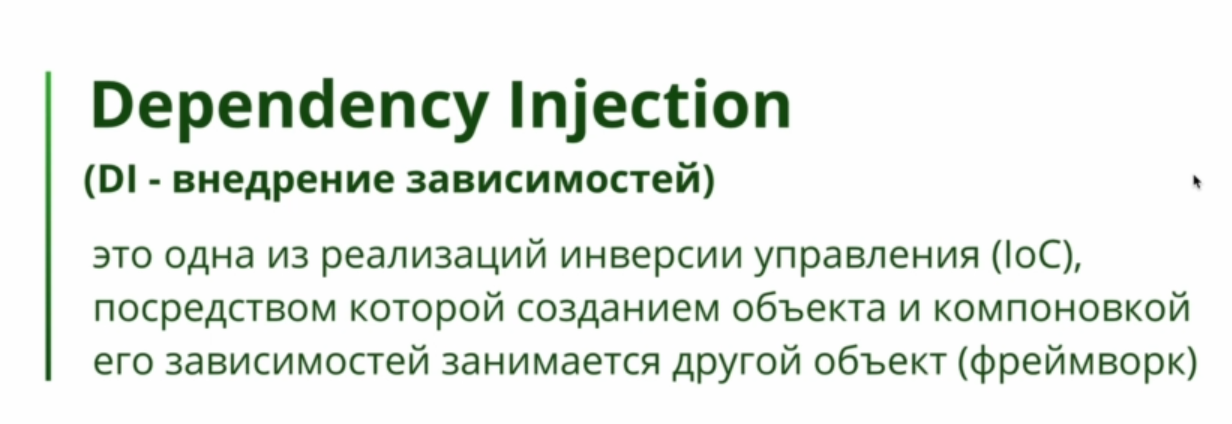 Dependency Injection
(DI - внедрение зависимостей)
это одна из реализаций инверсии управления (IoC),
посредством которой созданием объекта и компоновкой
его зависимостей занимается другой объект (фреймворк)